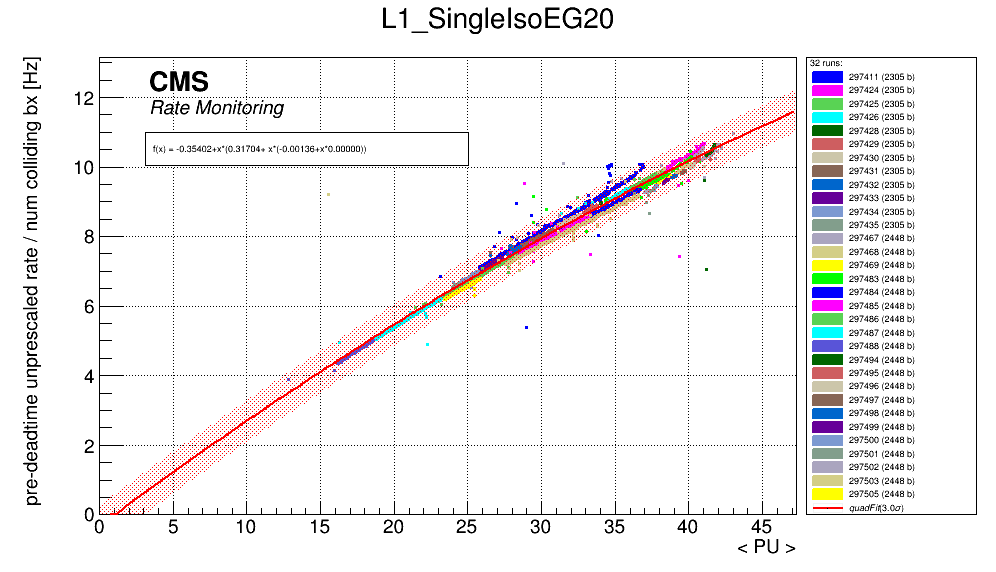 L1_SingleIsoEG20
pre-deadtime unprescaled rate / num colliding bx [Hz]
CMS
Rate Monitoring
f(x) = -0.35402+x*(0.31704+ x*(-0.00136+x*0.00000))
12
10
8
6
4
2
0
0 5 10 15 20 25 30 35 40 45
< PU >
32 runs:
297411 (2305 b)
297424 (2305 b)
297425 (2305 b)
297426 (2305 b)
297428 (2305 b)
297429 (2305 b)
297430 (2305 b)
297431 (2305 b)
297432 (2305 b)
297433 (2305 b)
297434 (2305 b)
297435 (2305 b)
297467 (2448 b)
297468 (2448 b)
297469 (2448 b)
297483 (2448 b)
297484 (2448 b)
297485 (2448 b)
297486 (2448 b)
297487 (2448 b)
297488 (2448 b)
297494 (2448 b)
297495 (2448 b)
297496 (2448 b)
297497 (2448 b)
297498 (2448 b)
297499 (2448 b)
297500 (2448 b)
297501 (2448 b)
297502 (2448 b)
297503 (2448 b)
297505 (2448 b)
quadFit(3.0σ)